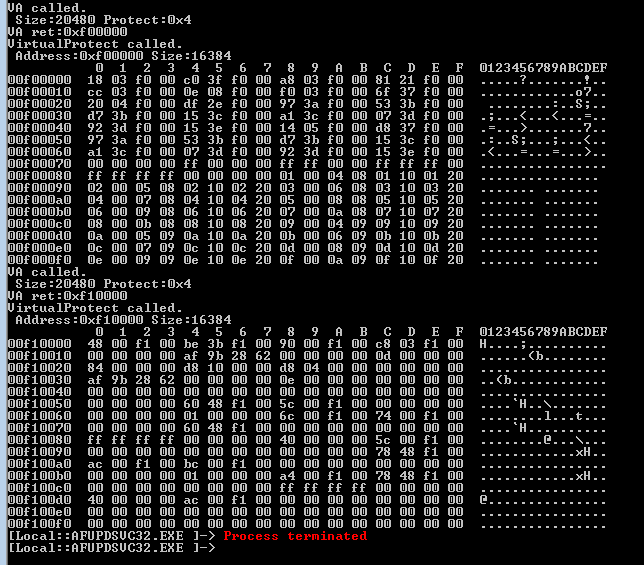 VA called.
 Size:20480 Protect:0x4
VA ret:0xf00000
VirtualProtect called.
 Address:0xf00000 Size:16384
0 1 2 3 4 5 6 7 8 9 A B C D E F 0123456789ABCDEF
00f00000 18 03 f0 00 c0 3f f0 00 a8 03 f0 00 81 21 f0 00 .....?.......!..
00f00010 cc 03 f0 00 0e 08 f0 00 03 f0 00 6f 37 f0 00 ............o7..
00f00020 20 04 f0 00 df 2e f0 00 97 3a f0 00 53 3b f0 00 .........:..S;..
00f00030 d7 3b f0 00 15 3c f0 00 a1 3c f0 00 07 3d f0 00 .;...<...<...=..
00f00040 92 3d f0 00 15 3e f0 00 14 05 f0 00 d8 37 f0 00 .=...>.......7..
00f00050 97 3a f0 00 53 3b f0 00 d7 3b f0 00 15 3c f0 00 .:..S;...;...<..
00f00060 a1 3c f0 00 07 3d f0 00 92 3d f0 00 15 3e f0 00 .<...=...=...>..
00f00070 00 00 00 00 ff ff ff ff ff ff ff ff ff ff ff ff ................
00f00080 ff ff ff ff 00 00 00 00 01 00 04 08 01 10 01 20 ...............
00f00090 02 00 05 08 02 10 02 20 03 00 06 08 03 10 03 20 ....... .......
00f000a0 04 00 07 08 04 10 04 20 05 00 08 08 05 10 05 20 ....... .......
00f000b0 06 00 09 08 06 10 06 20 07 00 0a 08 07 10 07 20 ....... .......
00f000c0 08 00 0b 08 08 10 08 20 09 00 04 09 09 10 09 20 ....... .......
00f000d0 0a 00 05 09 0a 10 0a 20 0b 00 06 09 0b 10 0b 20 ....... .......
00f000e0 0c 00 07 09 0c 10 0c 20 0d 00 08 09 0d 10 0d 20 ....... .......
00f000f0 0e 00 09 09 0e 10 0e 20 0f 00 0a 09 0f 10 0f 20 ....... .......
VA called.
 Size:20480 Protect:0x4
VA ret:0xf10000
VirtualProtect called.
 Address:0xf10000 Size:16384
0 1 2 3 4 5 6 7 8 9 A B C D E F 0123456789ABCDEF
00f10000 48 00 f1 00 be 3b f1 00 90 00 f1 00 c8 03 f1 00 H....;..........
00f10010 00 00 00 00 af 9b 28 62 00 00 00 00 0d 00 00 00 ......(b........
00f10020 84 00 00 00 d8 10 00 00 d8 04 00 00 00 00 00 00 ................
00f10030 af 9b 28 62 00 00 00 00 0e 00 00 00 00 00 00 00 ..(b............
00f10040 00 00 00 00 00 00 00 00 00 00 00 00 00 00 00 00 ................
00f10050 00 00 00 00 60 48 f1 00 5c 00 f1 00 00 00 00 00 ....`H..\.......
00f10060 00 00 00 00 01 00 00 00 6c 00 f1 00 74 00 f1 00 ........l...t...
00f10070 00 00 00 00 60 48 f1 00 00 00 00 00 00 00 00 00 ....`H..........
00f10080 ff ff ff ff 00 00 00 00 40 00 00 00 5c 00 f1 00 ........@...\...
00f10090 00 00 00 00 00 00 00 00 00 00 00 00 78 48 f1 00 ............xH..
00f100a0 ac 00 f1 00 bc 00 f1 00 00 00 00 00 00 00 00 00 ................
00f100b0 00 00 00 00 01 00 00 00 a4 00 f1 00 78 48 f1 00 ............xH..
00f100c0 00 00 00 00 00 00 00 00 ff ff ff ff 00 00 00 00 ................
00f100d0 40 00 00 00 ac 00 f1 00 00 00 00 00 00 00 00 00 @...............
00f100e0 00 00 00 00 00 00 00 00 00 00 00 00 00 00 00 00 ................
00f100f0 00 00 00 00 00 00 00 00 00 00 00 00 00 00 00 00 ................
[Local::AFUPDSVC32.EXE ]-> Process terminated
[Local::AFUPDSVC32.EXE ]->